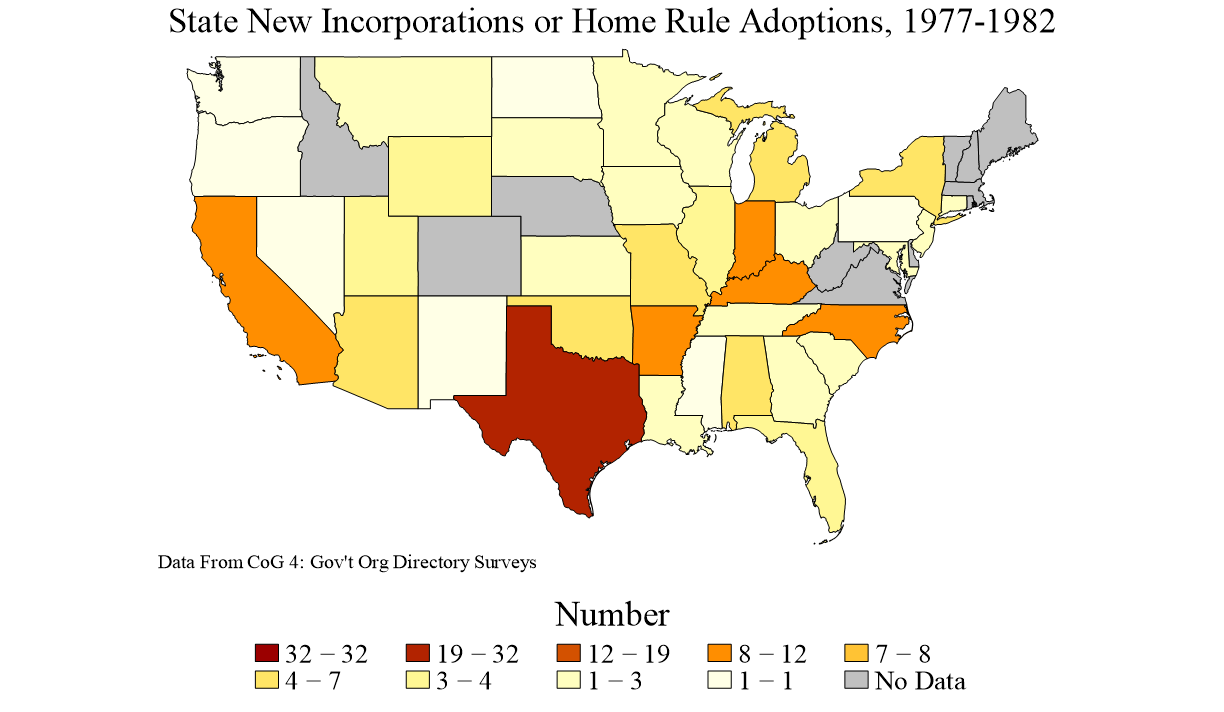 State New Incorporations or Home Rule Adoptions, 1977-1982
Data From CoG 4: Gov't Org Directory Surveys
Number
32 – 32 19 – 32 12 – 19 8 – 12 7 – 8
4 – 7 3 – 4 1 – 3 1 – 1 No Data